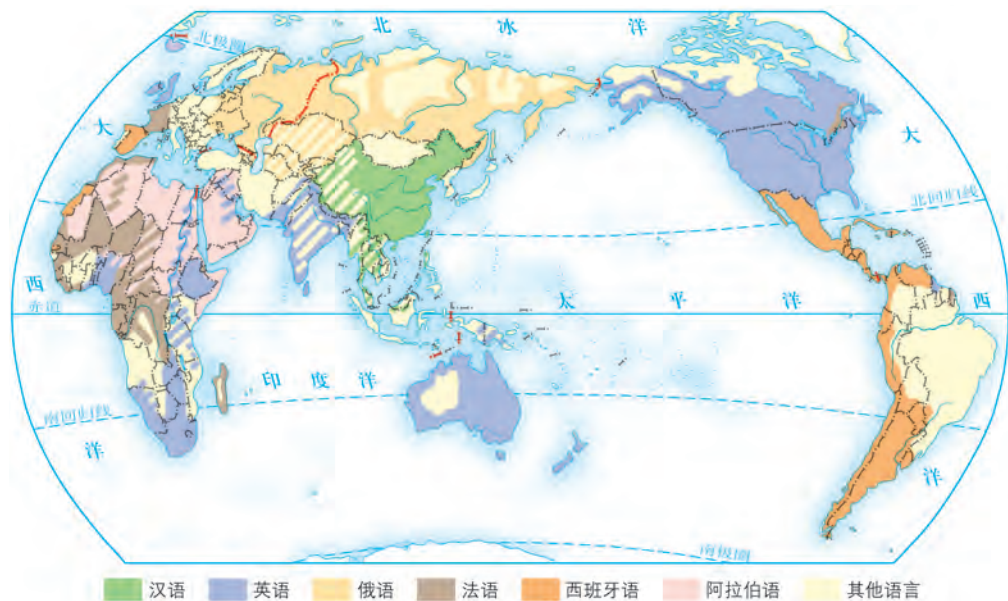 北 冰 洋
北极圈
大
大
北回归线
西
赤道
太 平 洋
西
印 度 洋
南回归线
洋
洋
南极圈
汉语 英语 俄语 法语 西班牙语 阿拉伯语 其他语言